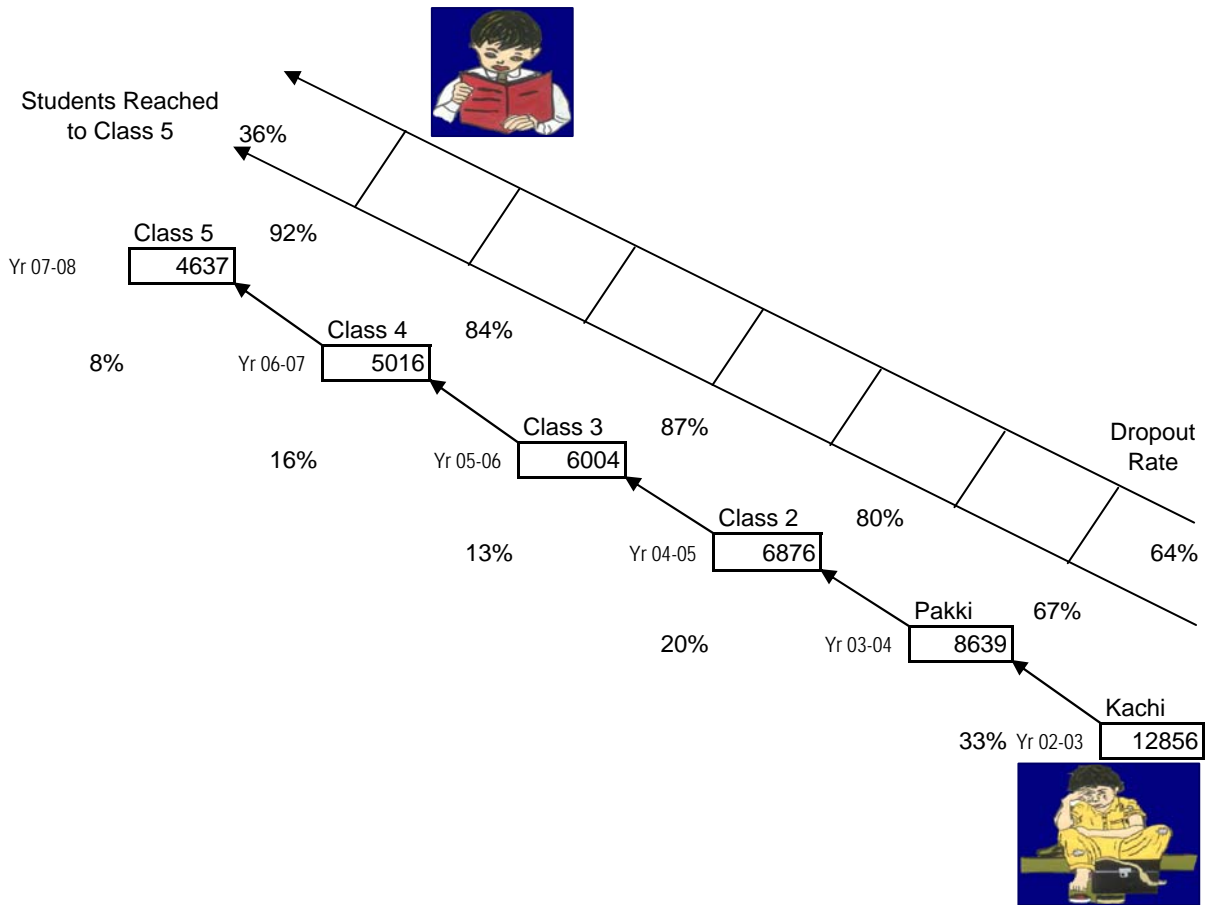 Students Reached
to Class 5
36%
Class 5 92%
Yr 07-08 4637
Class 4 84%
8% Yr 06-07 5016
Class 3 87%
16% Yr 05-06 6004
Dropout
Rate
Class 2 80%
13% Yr 04-05 6876 64%
Pakki 67%
20% Yr 03-04 8639
Kachi
33% Yr 02-03 12856